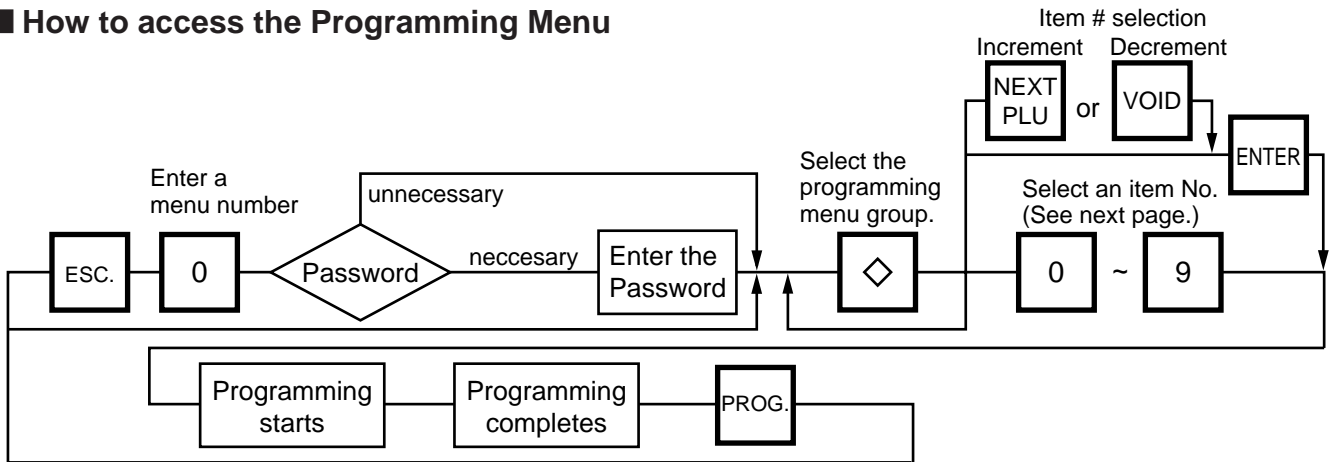 ■ How to access the Programming Menu
Item # selection
Increment Decrement
NEXT
PLU
or
VOID
ENTER
Enter a
menu number
unnecessary
Select the
programming
menu group.
Select an item No.
(See next page.)
ESC.
0
Password
neccesary
Enter the
Password
◇
0 ~ 9
Programming
starts
Programming
completes
PROG.